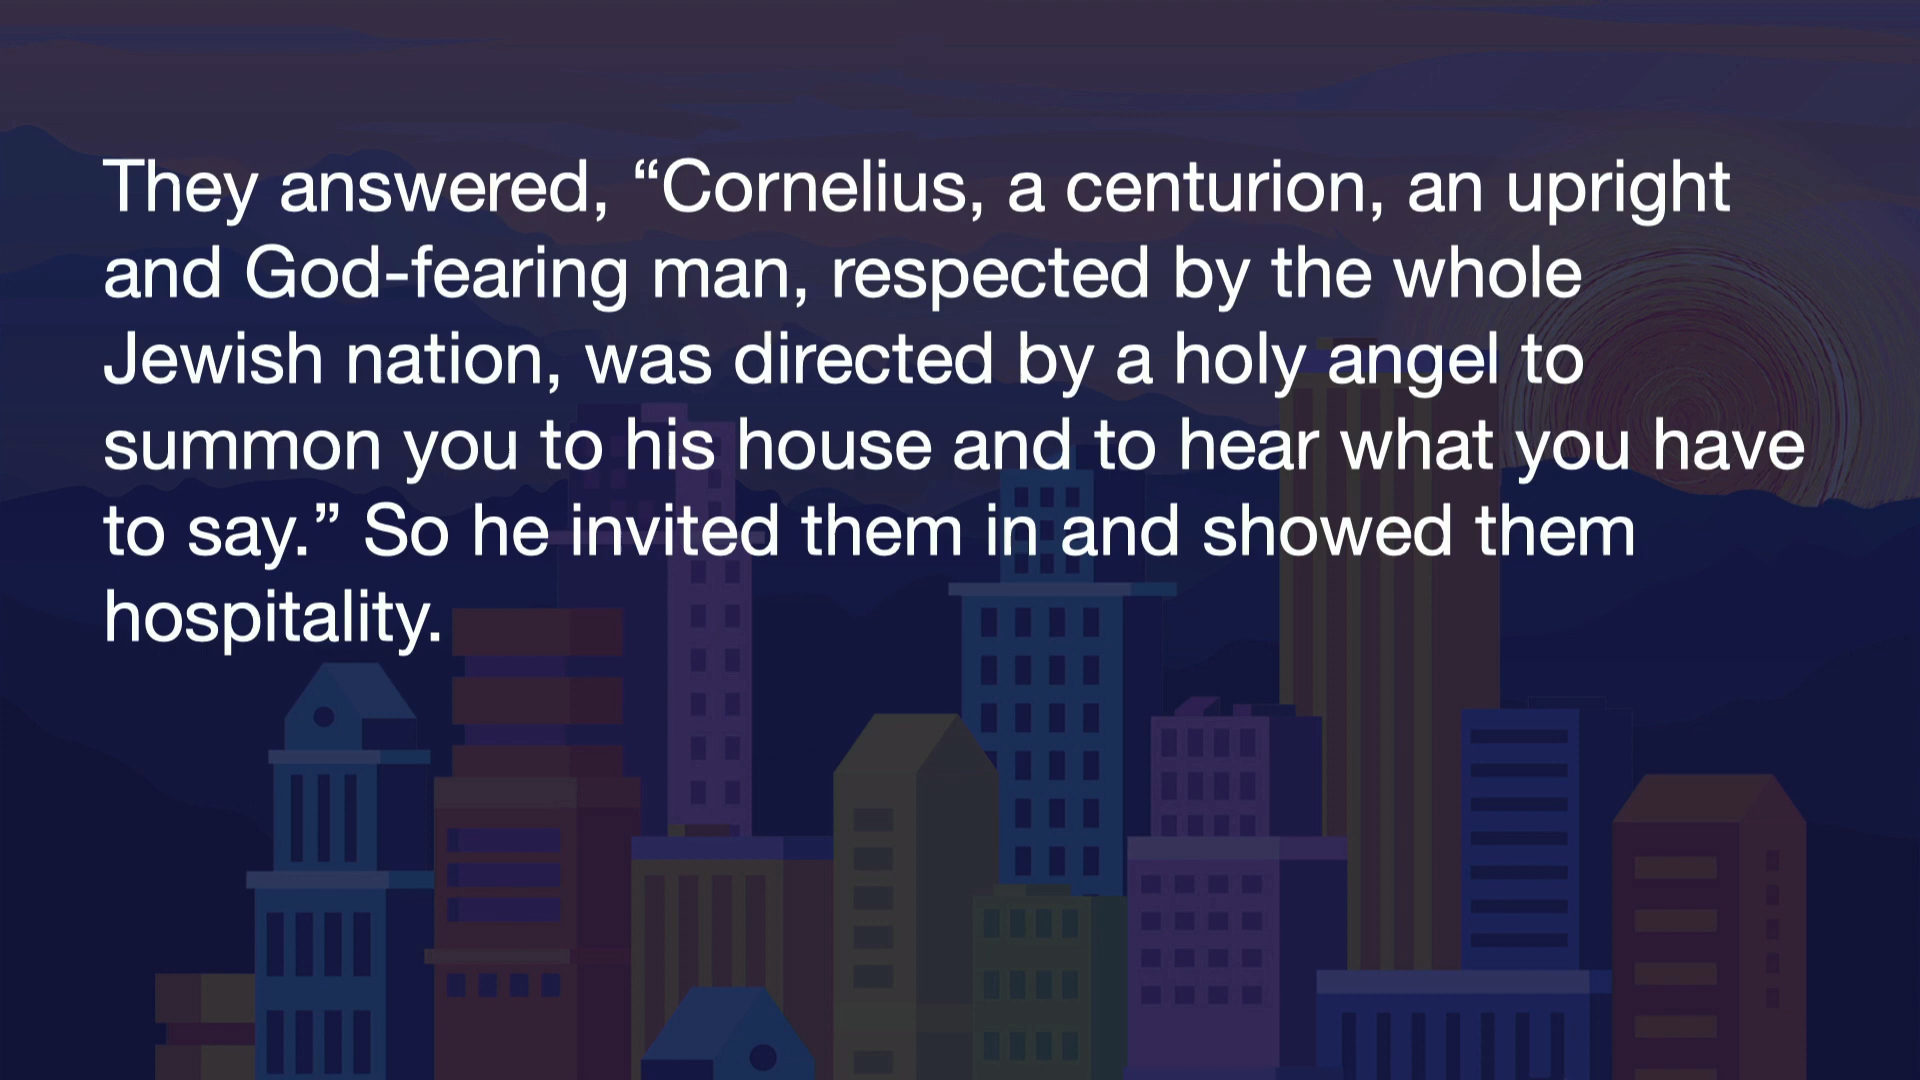 They answered, “Cornelius, a centurion, an upright
and God-fearing man, respected by the whole
Jewish nation, was directed by a holy angel to
summon you to his house and to hear what you have
to say.” So he invited them in and showed them
hospitality.